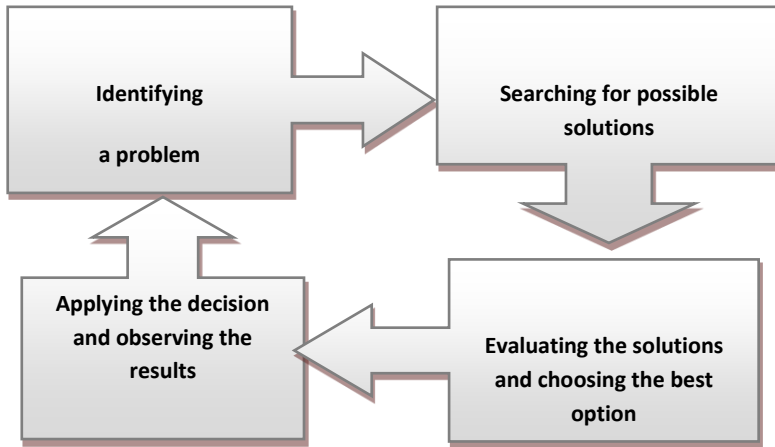 Identifying
a problem
Searching for possible
solutions
Evaluating the solutions
and choosing the best
option
Applying the decision
and observing the
results